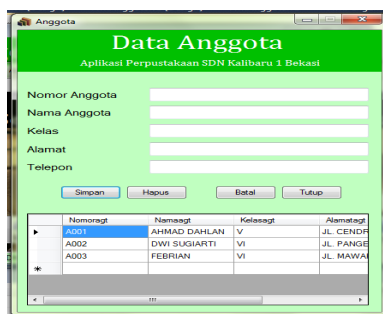 Anggota
Data Anggota
Aplikasi Perpustakaan SDN Kalibaru 1 Bekasi
Nomor Anggota
Nama Anggota
Kelas
Alamat
Telepon
Simpan Hapus Batal Tutup
Nomoragt Namaagt Kelasagt Alamatagt
A001 AHMAD DAHLAN V JL. CENDR
A002 DWI SUGIARTI VI JL. PANGE
A003 FEBRIAN VI JL. MAWA